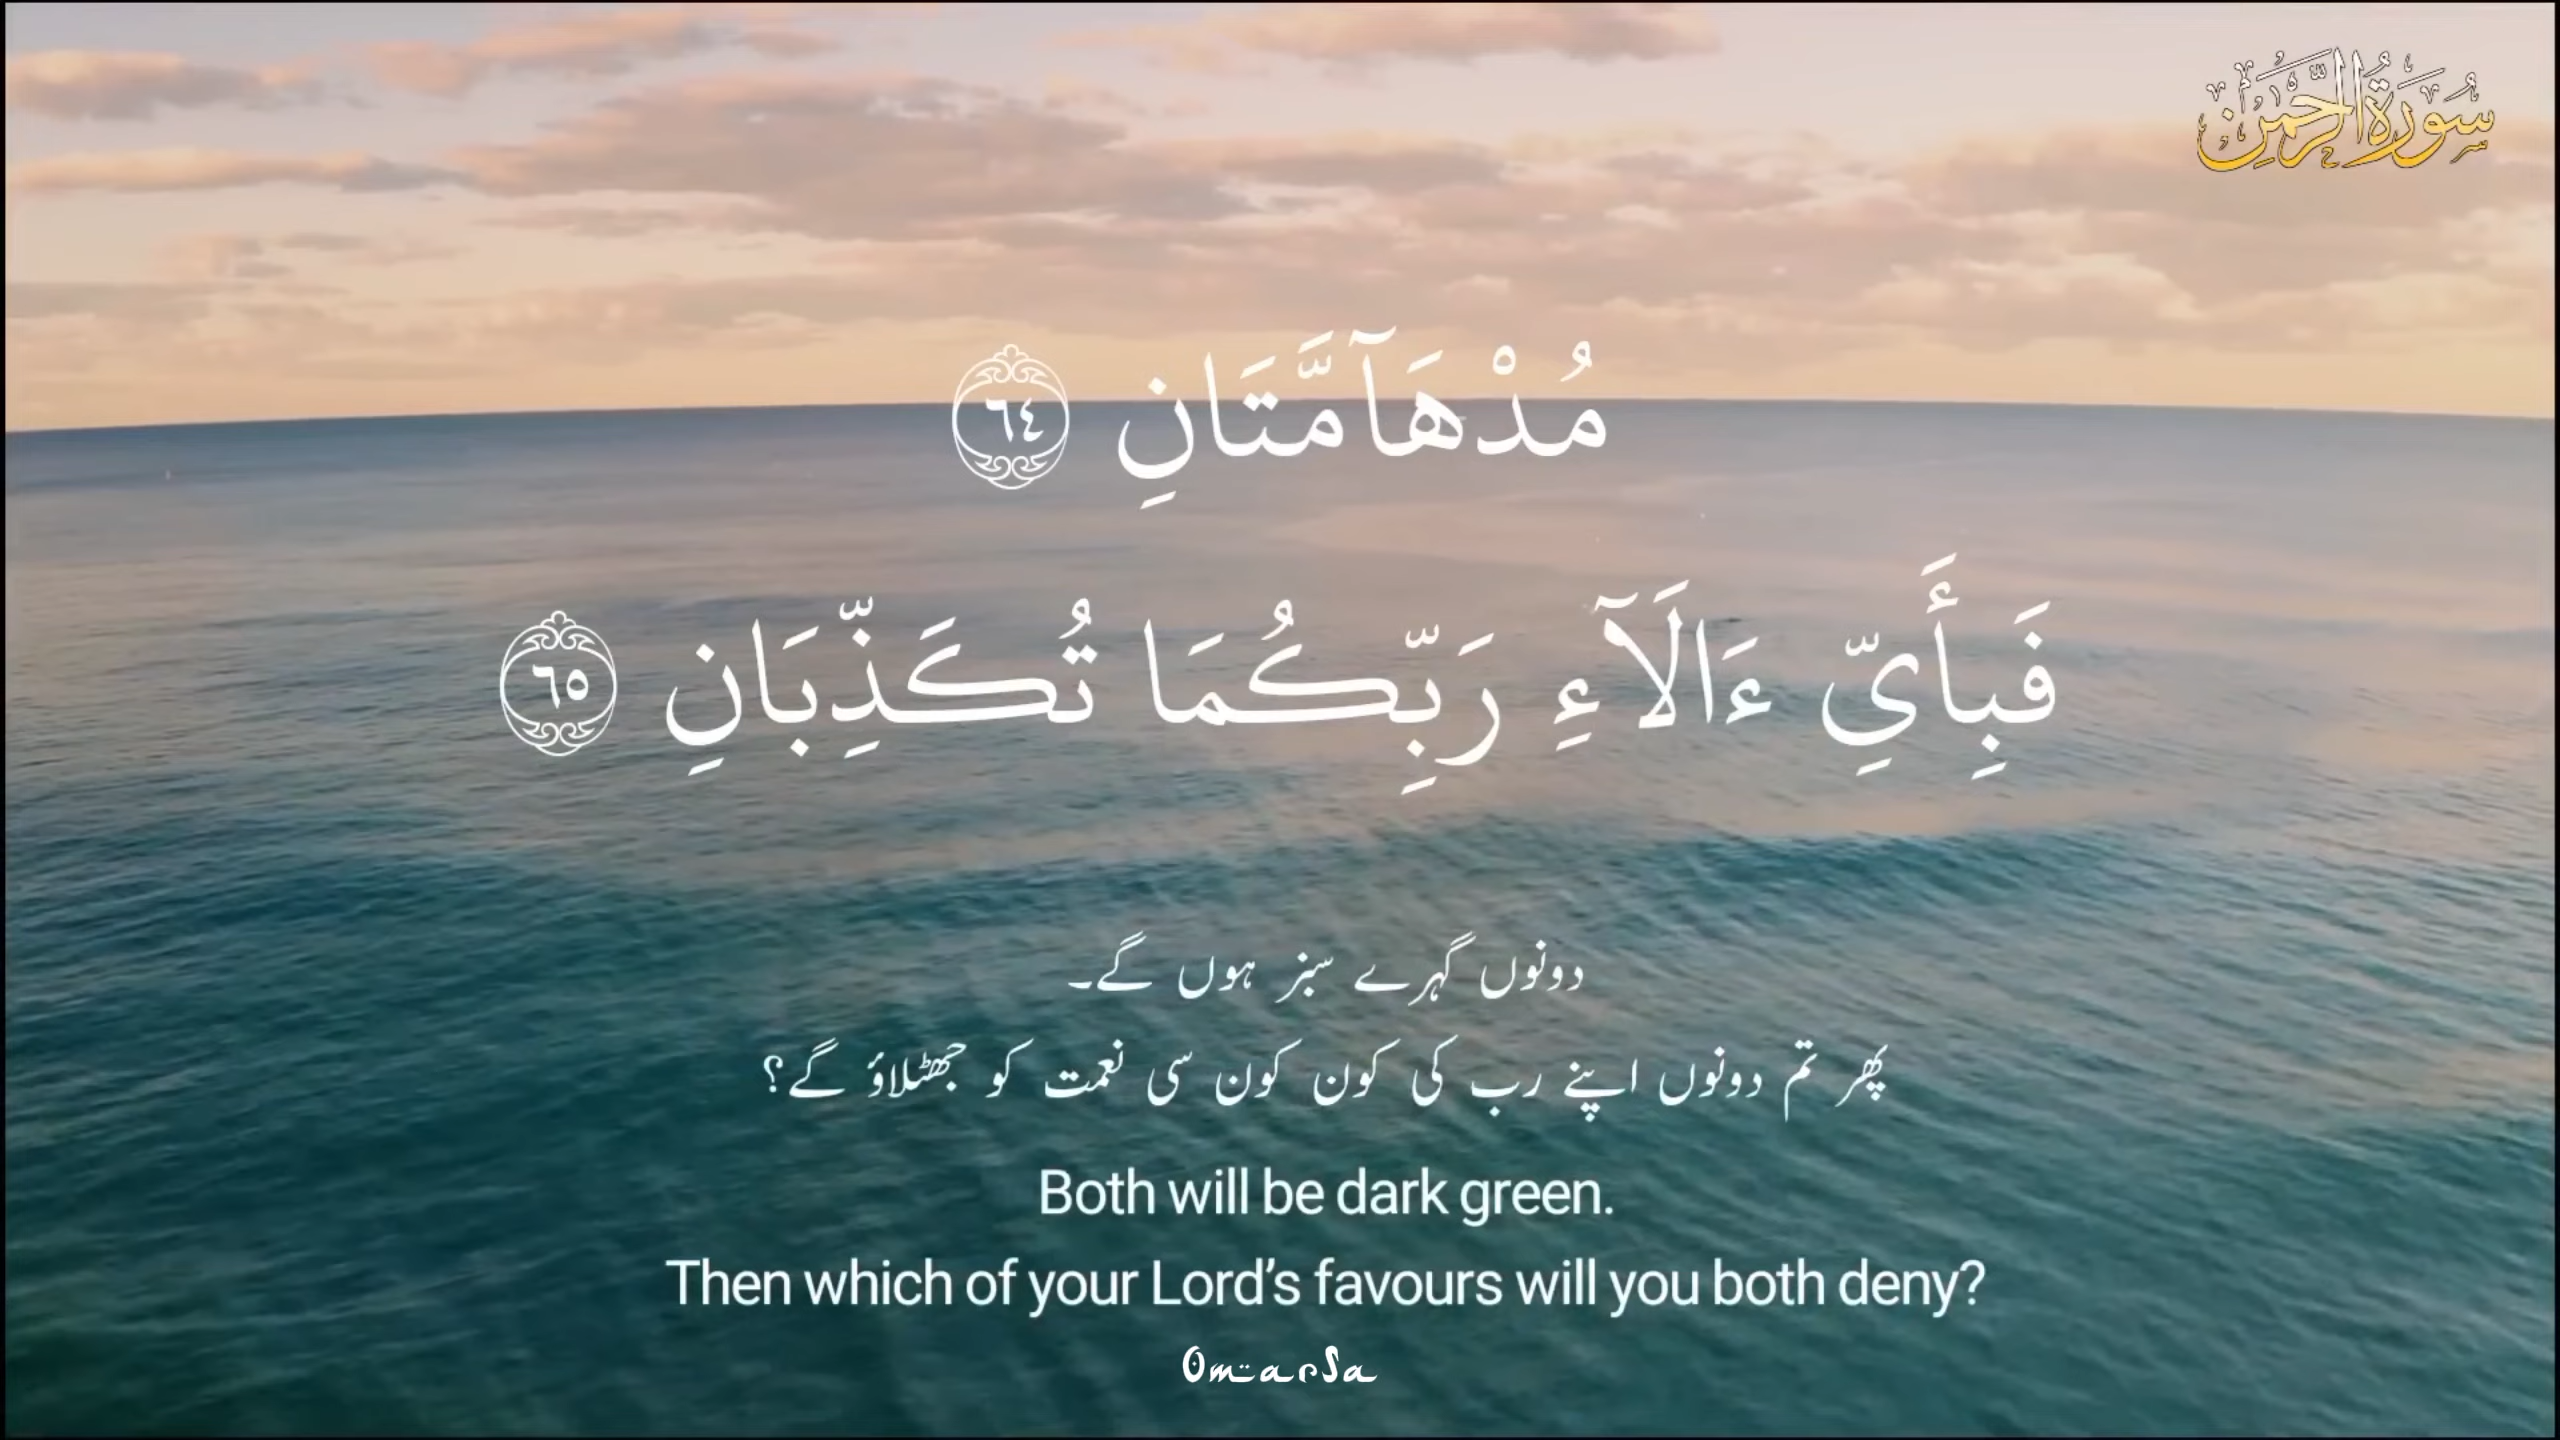 سُورَةُ الرَّحْمٰن
مُدْهَآمَّتَانِ ٦٤
فَبِأَيِّ ءَالَآءِ رَبِّكُمَا تُكَذِّبَانِ ٦٥
دونوں گہرے سبز ہوں گے۔
پھر تم دونوں اپنے رب کی کون کون سی نعمت کو جھٹلاؤ گے؟
Both will be dark green.
Then which of your Lord’s favours will you both deny?
OmarSa